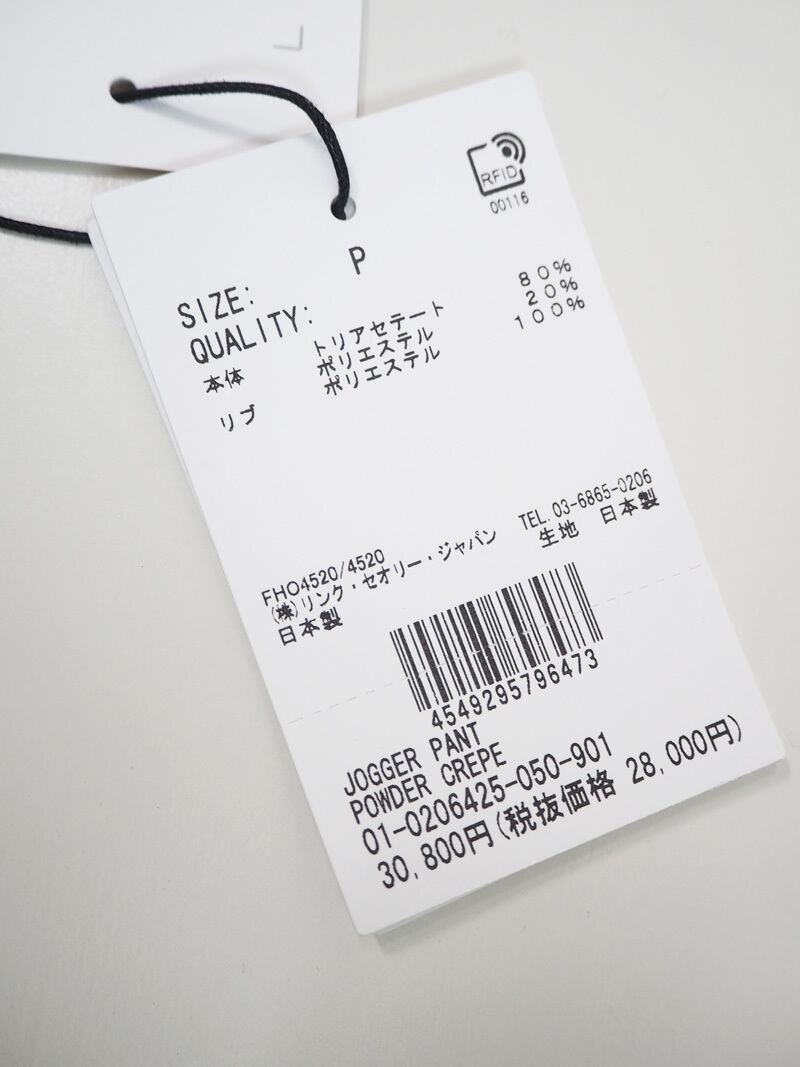 L
RFID
00116
SIZE: P
QUALITY:
本体 トリアセテート 80%
ポリエステル 20%
リブ ポリエステル 100%
FHO4520/4520 TEL.03-6865-0206
(株)リンク・セオリー・ジャパン 生地 日本製
日本製
4549295796473
JOGGER PANT
POWDER CREPE
01-0206425-050-901
30,800円(税抜価格 28,000円)